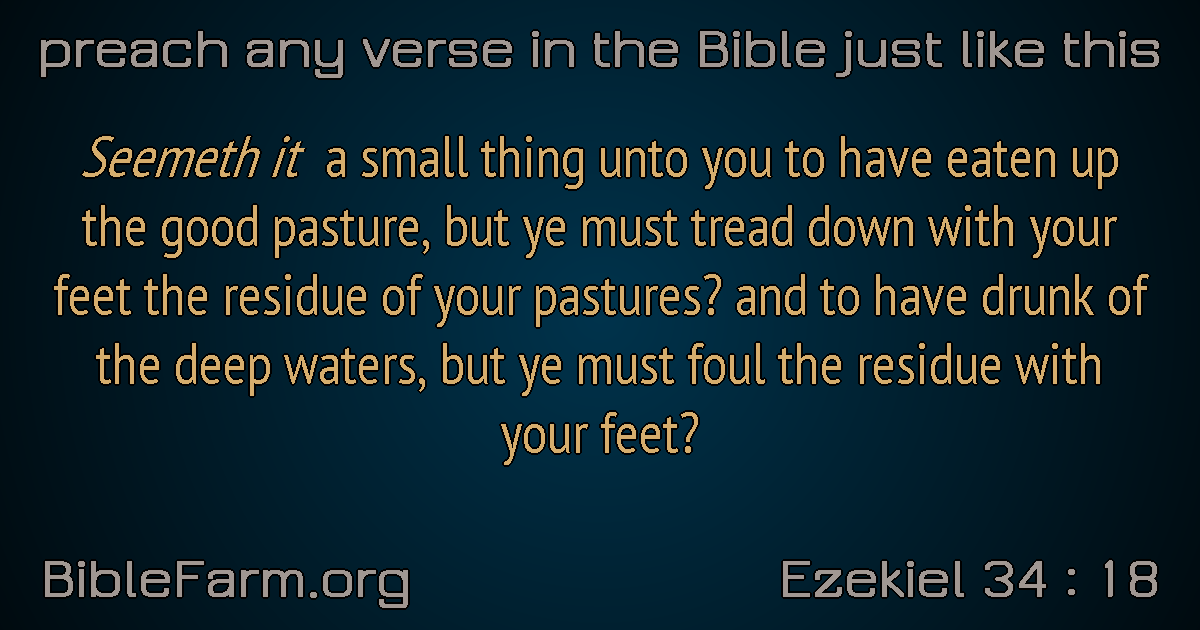 preach any verse in the Bible just like this
Seemeth it a small thing unto you to have eaten up
the good pasture, but ye must tread down with your
feet the residue of your pastures? and to have drunk of
the deep waters, but ye must foul the residue with
your feet?
BibleFarm.org
Ezekiel 34 : 18